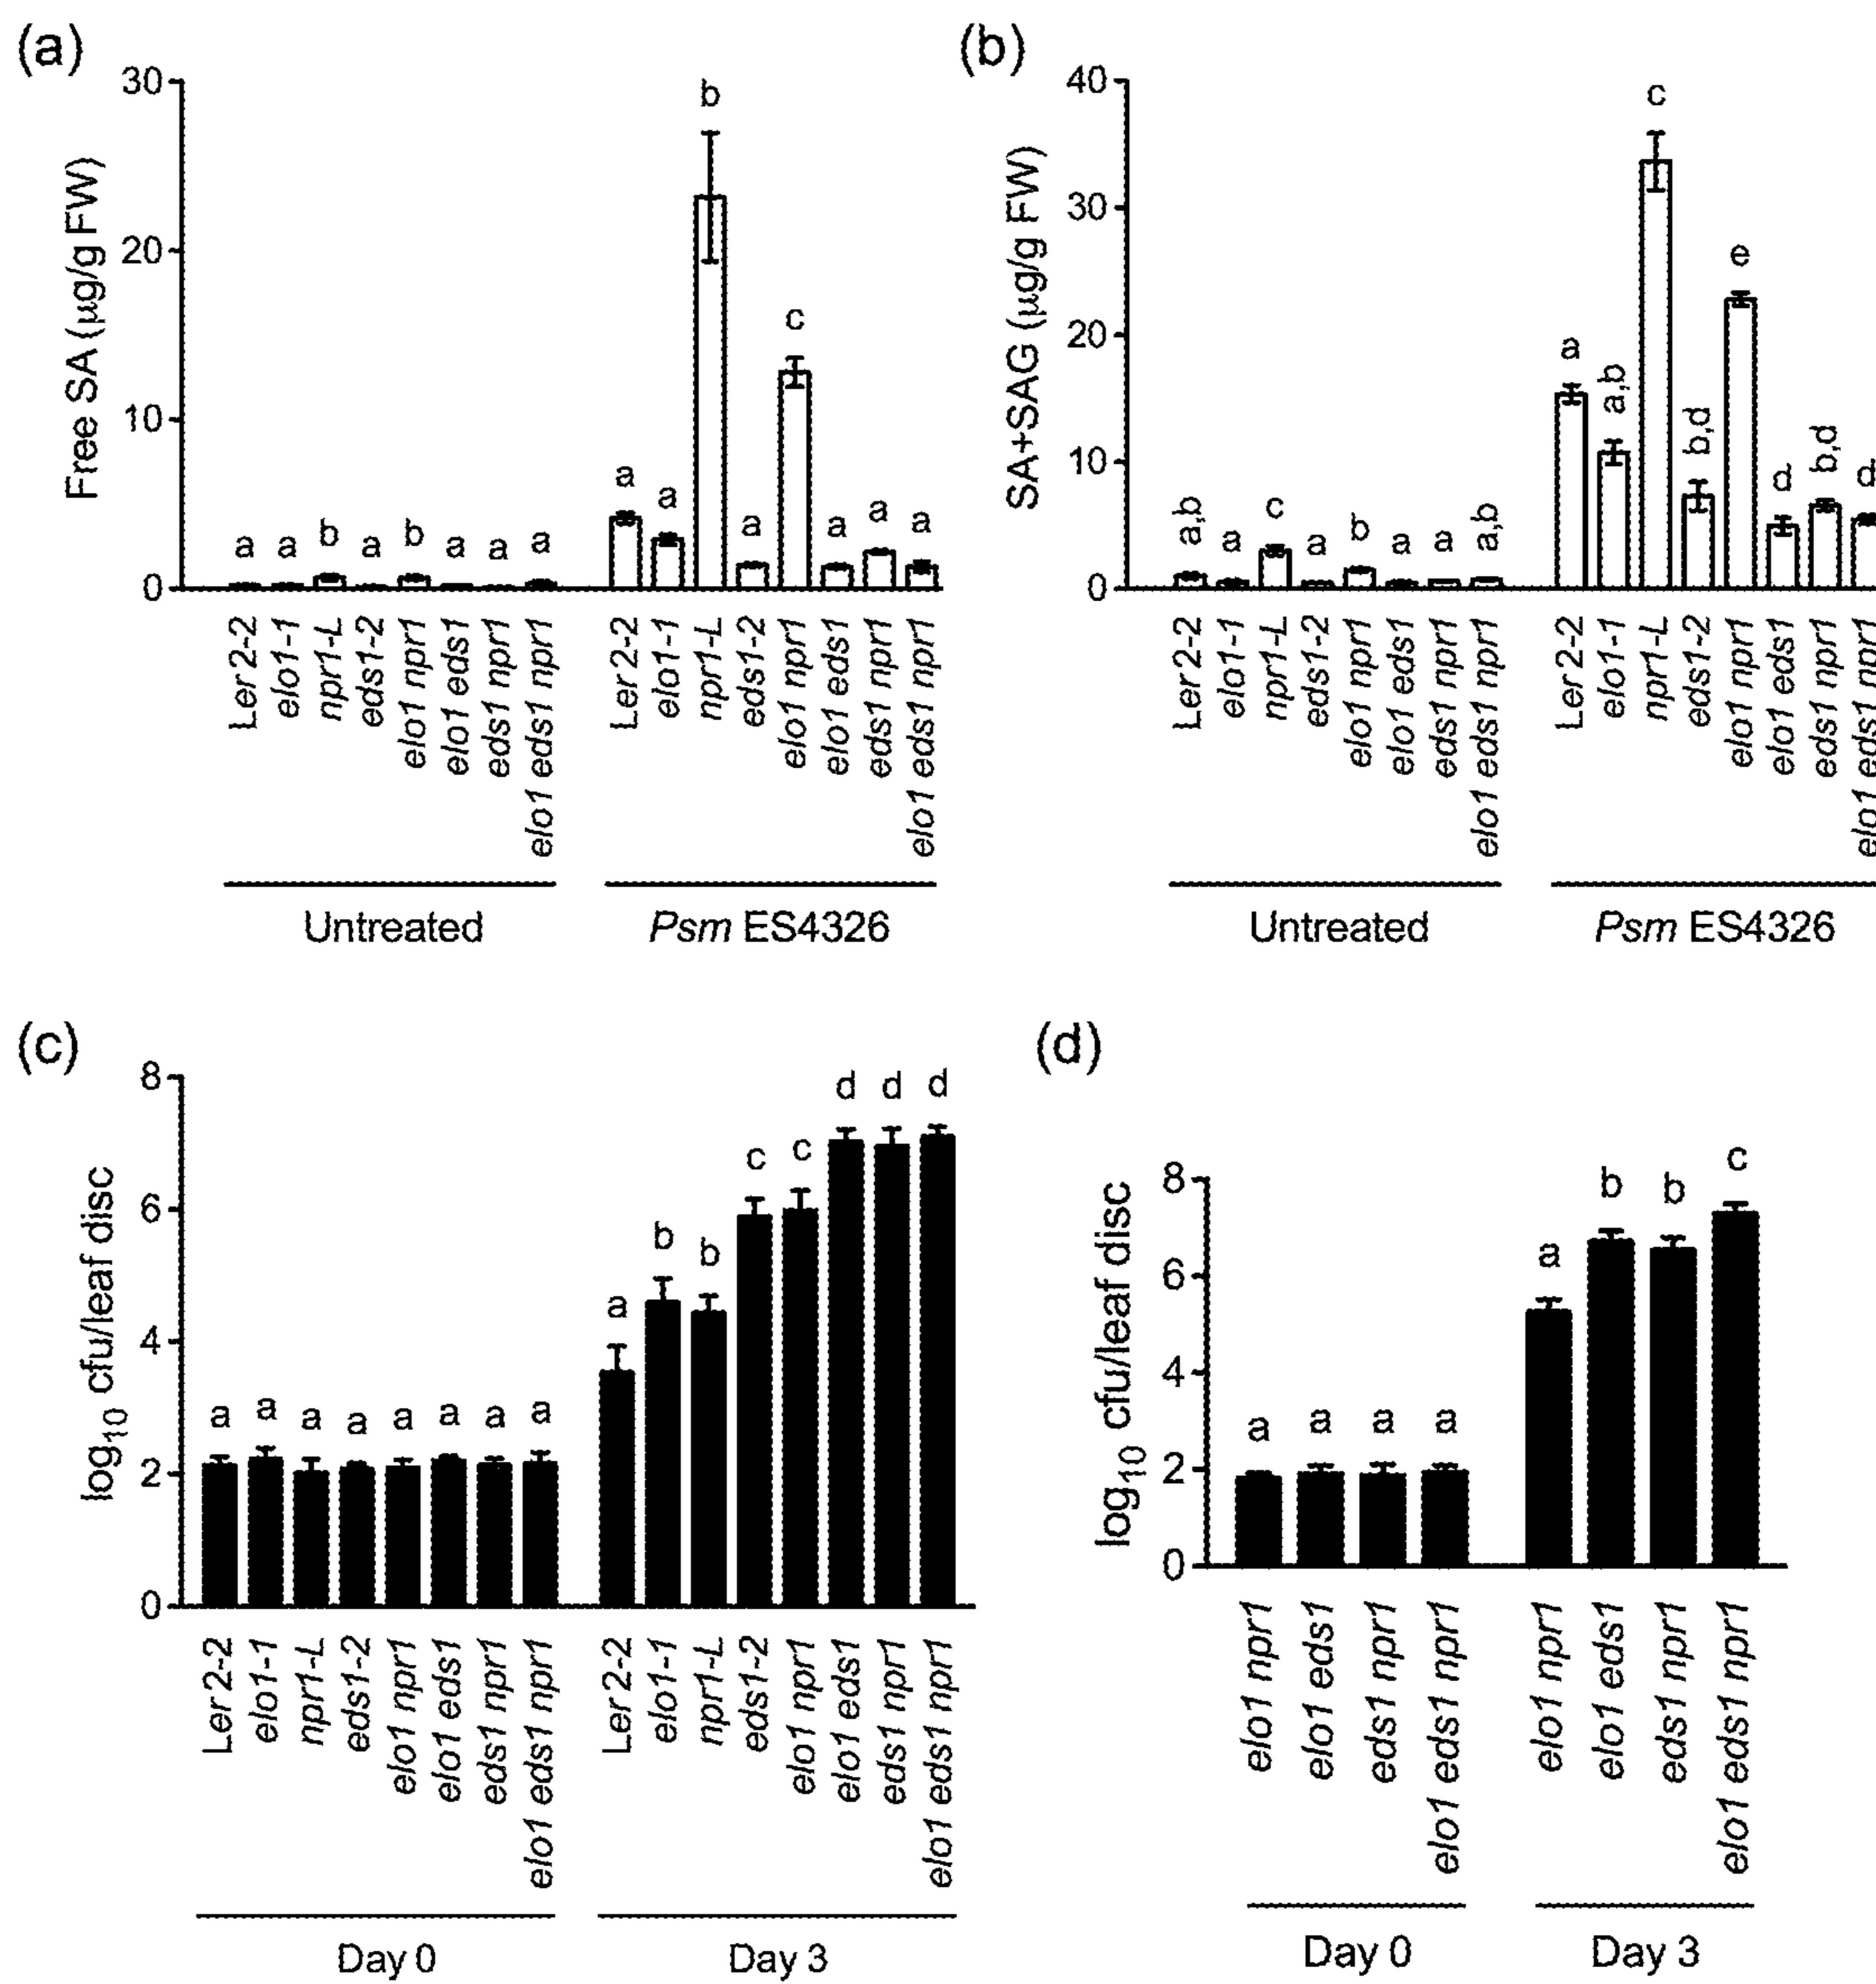 (a)
Free SA (µg/g FW)
30
20
10
0
a a b a b a a a
a a b a c a a a
Ler 2-2
elo1-1
npr1-L
eds1-2
elo1 npr1
elo1 eds1
eds1 npr1
elo1 eds1 npr1
Ler 2-2
elo1-1
npr1-L
eds1-2
elo1 npr1
elo1 eds1
eds1 npr1
elo1 eds1 npr1
Untreated
Psm ES4326
(b)
SA+SAG (µg/g FW)
40
30
20
10
0
a,b a c a b a a a,b
a a,b c b,d e d b,d d
Ler 2-2
elo1-1
npr1-L
eds1-2
elo1 npr1
elo1 eds1
eds1 npr1
elo1 eds1 npr1
Ler 2-2
elo1-1
npr1-L
eds1-2
elo1 npr1
elo1 eds1
eds1 npr1
elo1 eds1 npr1
Untreated
Psm ES4326
(c)
log10 cfu/leaf disc
8
6
4
2
0
a a a a a a a a
a b b c c d d d
Ler 2-2
elo1-1
npr1-L
eds1-2
elo1 npr1
elo1 eds1
eds1 npr1
elo1 eds1 npr1
Ler 2-2
elo1-1
npr1-L
eds1-2
elo1 npr1
elo1 eds1
eds1 npr1
elo1 eds1 npr1
Day 0
Day 3
(d)
log10 cfu/leaf disc
8
6
4
2
0
a a a a
a b b c
elo1 npr1
elo1 eds1
eds1 npr1
elo1 eds1 npr1
elo1 npr1
elo1 eds1
eds1 npr1
elo1 eds1 npr1
Day 0
Day 3